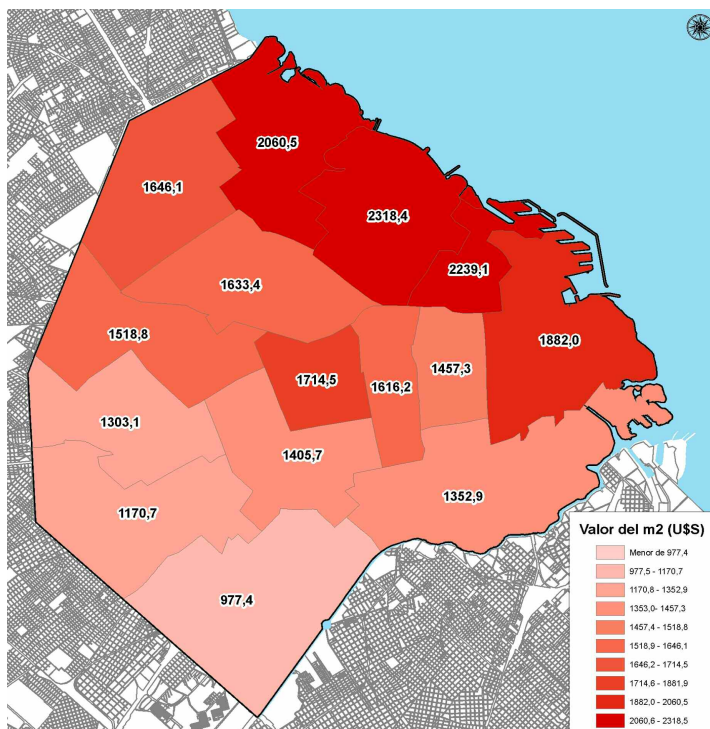 2060,5
1646,1
2318,4
2239,1
1633,4
1518,8
1882,0
1457,3
1714,5
1616,2
1303,1
1405,7
1352,9
1170,7
977,4
Valor del m2 (U$S)
Menor de 977,4
977,5 - 1170,7
1170,8 - 1352,9
1353,0- 1457,3
1457,4 - 1518,8
1518,9 - 1646,1
1646,2 - 1714,5
1714,6 - 1881,9
1882,0 - 2060,5
2060,6 - 2318,5